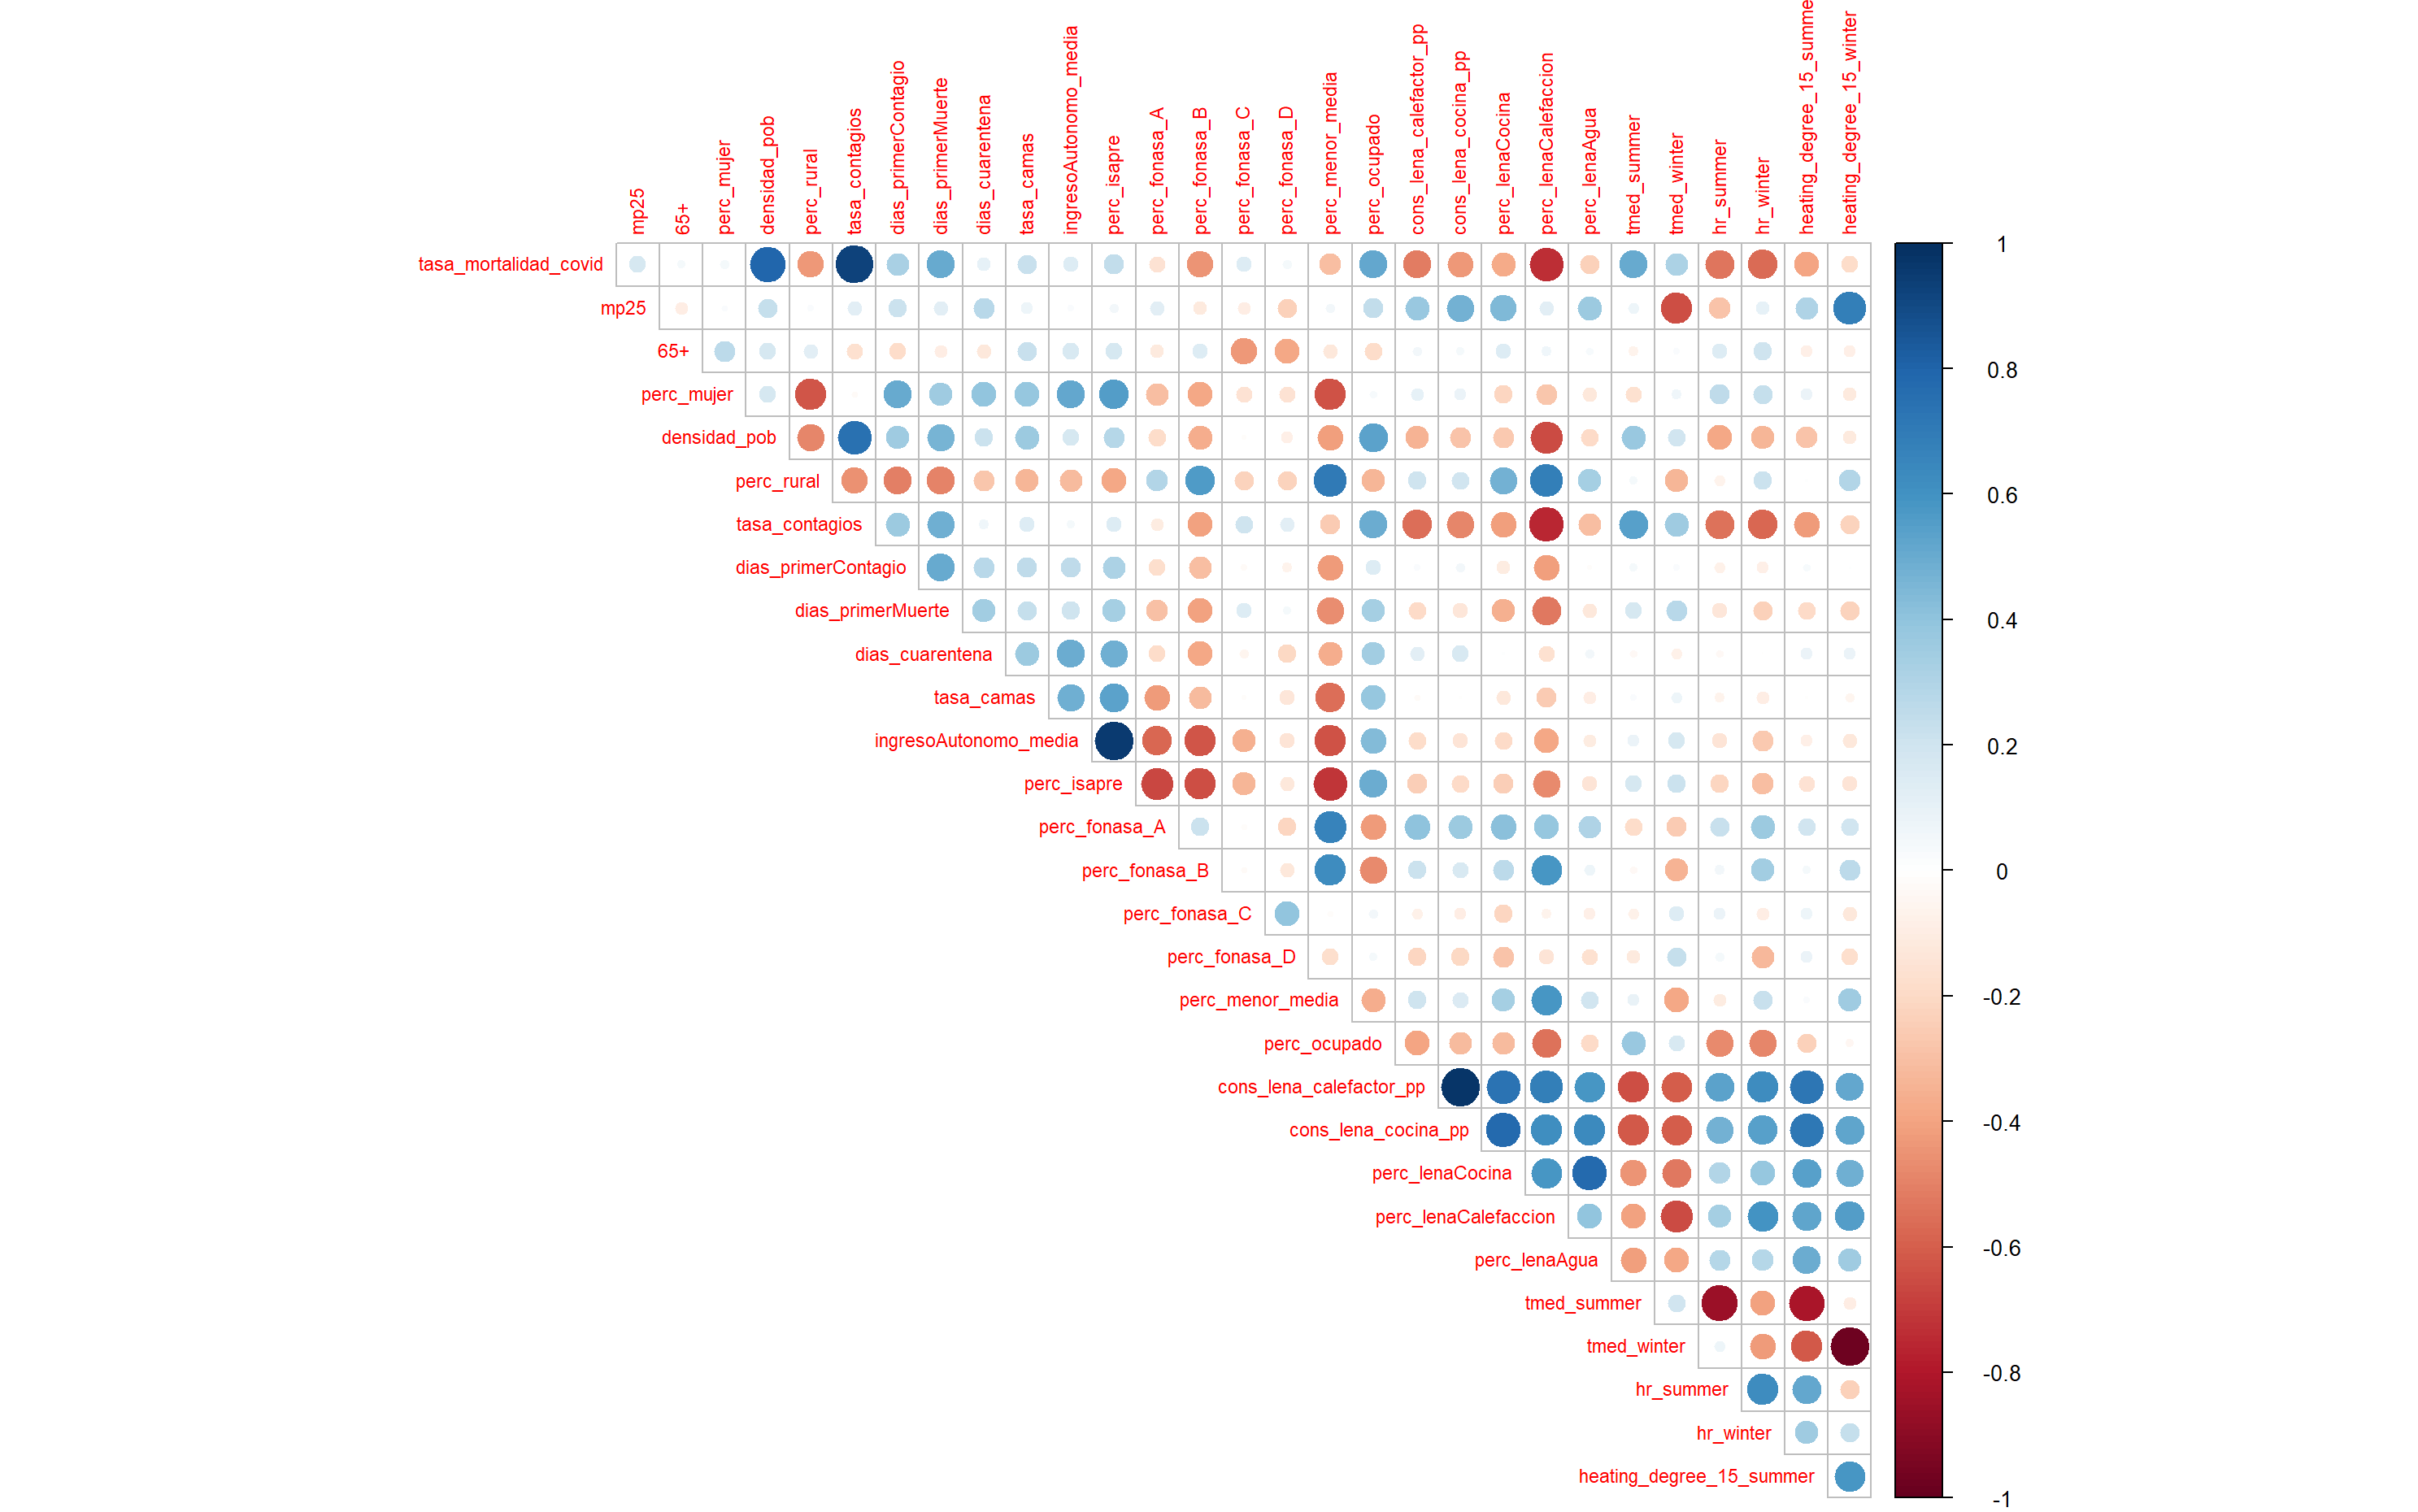 mp25
65+
perc_mujer
densidad_pob
perc_rural
tasa_contagios
dias_primerContagio
dias_primerMuerte
dias_cuarentena
tasa_camas
ingresoAutonomo_media
perc_isapre
perc_fonasa_A
perc_fonasa_B
perc_fonasa_C
perc_fonasa_D
perc_menor_media
perc_ocupado
cons_lena_calefactor_pp
cons_lena_cocina_pp
perc_lenaCocina
perc_lenaCalefaccion
perc_lenaAgua
tmed_summer
tmed_winter
hr_summer
hr_winter
heating_degree_15_summe
heating_degree_15_winter
tasa_mortalidad_covid
mp25
65+
perc_mujer
densidad_pob
perc_rural
tasa_contagios
dias_primerContagio
dias_primerMuerte
dias_cuarentena
tasa_camas
ingresoAutonomo_media
perc_isapre
perc_fonasa_A
perc_fonasa_B
perc_fonasa_C
perc_fonasa_D
perc_menor_media
perc_ocupado
cons_lena_calefactor_pp
cons_lena_cocina_pp
perc_lenaCocina
perc_lenaCalefaccion
perc_lenaAgua
tmed_summer
tmed_winter
hr_summer
hr_winter
heating_degree_15_summer
1
0.8
0.6
0.4
0.2
0
-0.2
-0.4
-0.6
-0.8
-1